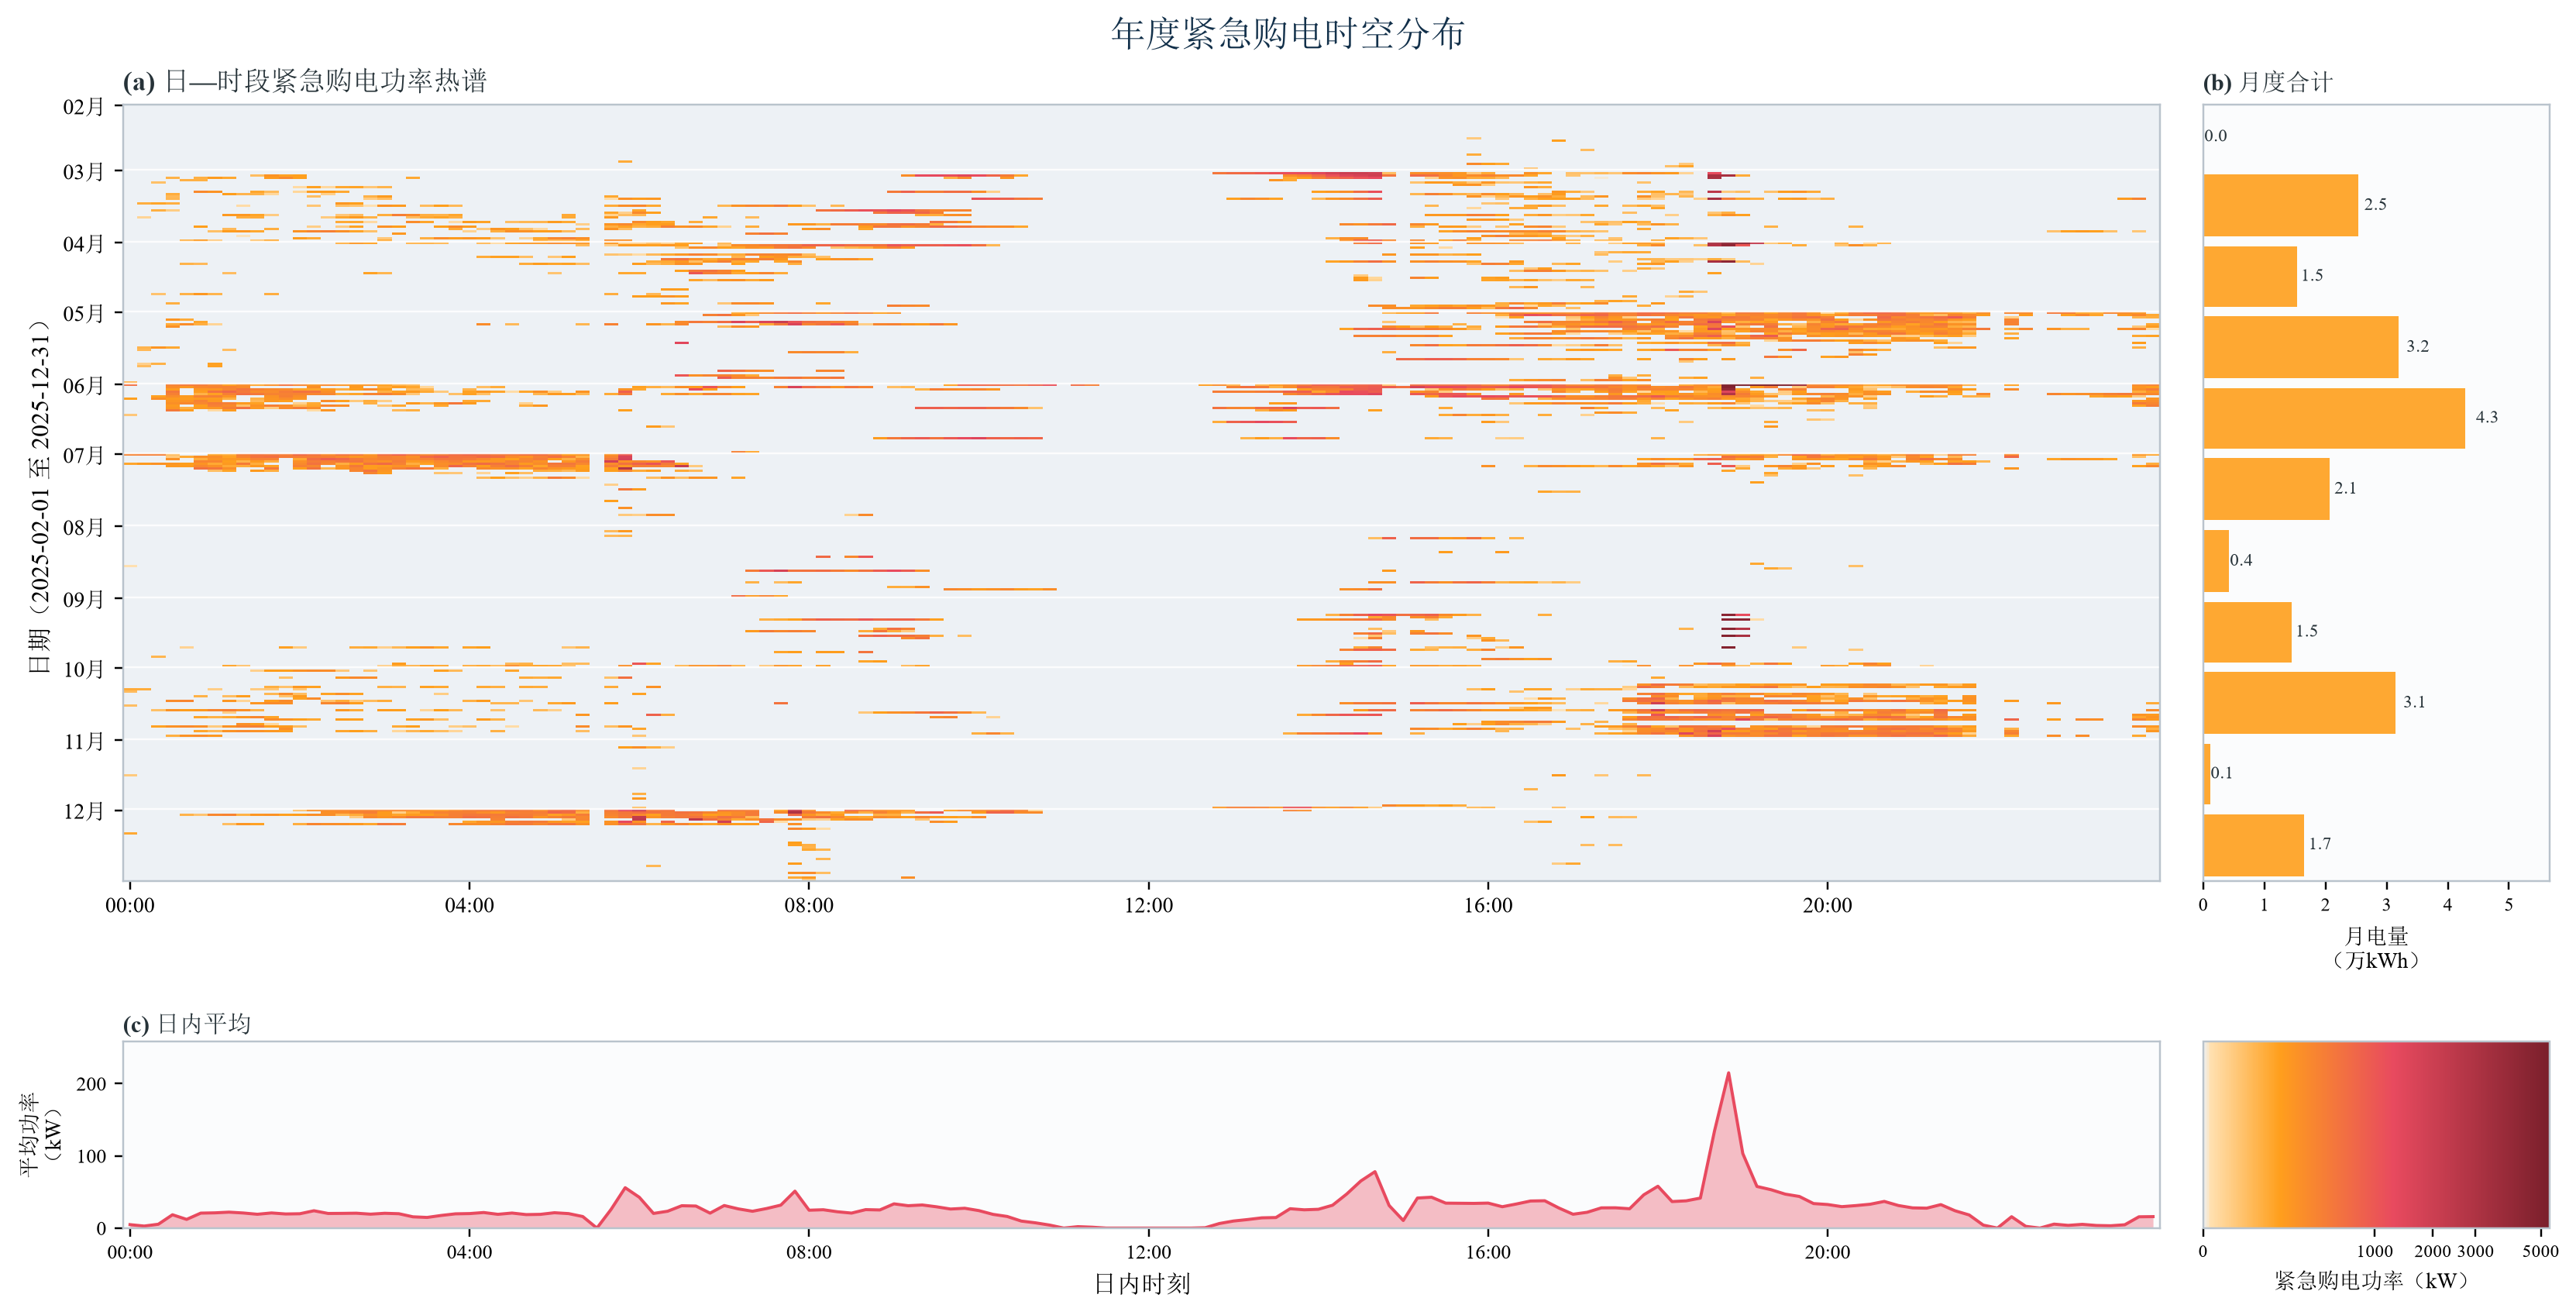 年度紧急购电时空分布
(a) 日—时段紧急购电功率热谱
日期（2025-02-01 至 2025-12-31）
02月
03月
04月
05月
06月
07月
08月
09月
10月
11月
12月
00:00 04:00 08:00 12:00 16:00 20:00
(b) 月度合计
0.0
2.5
1.5
3.2
4.3
2.1
0.4
1.5
3.1
0.1
1.7
0 1 2 3 4 5
月电量
（万kWh）
(c) 日内平均
平均功率
（kW）
200
100
0
00:00 04:00 08:00 12:00 16:00 20:00
日内时刻
0 1000 2000 3000 5000
紧急购电功率（kW）